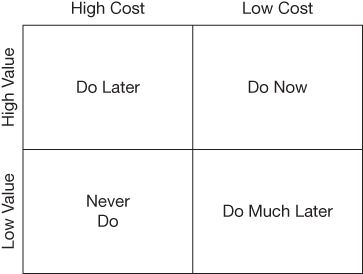 High Cost
Low Cost
High Value
Do Later
Do Now
Low Value
Never
Do
Do Much Later